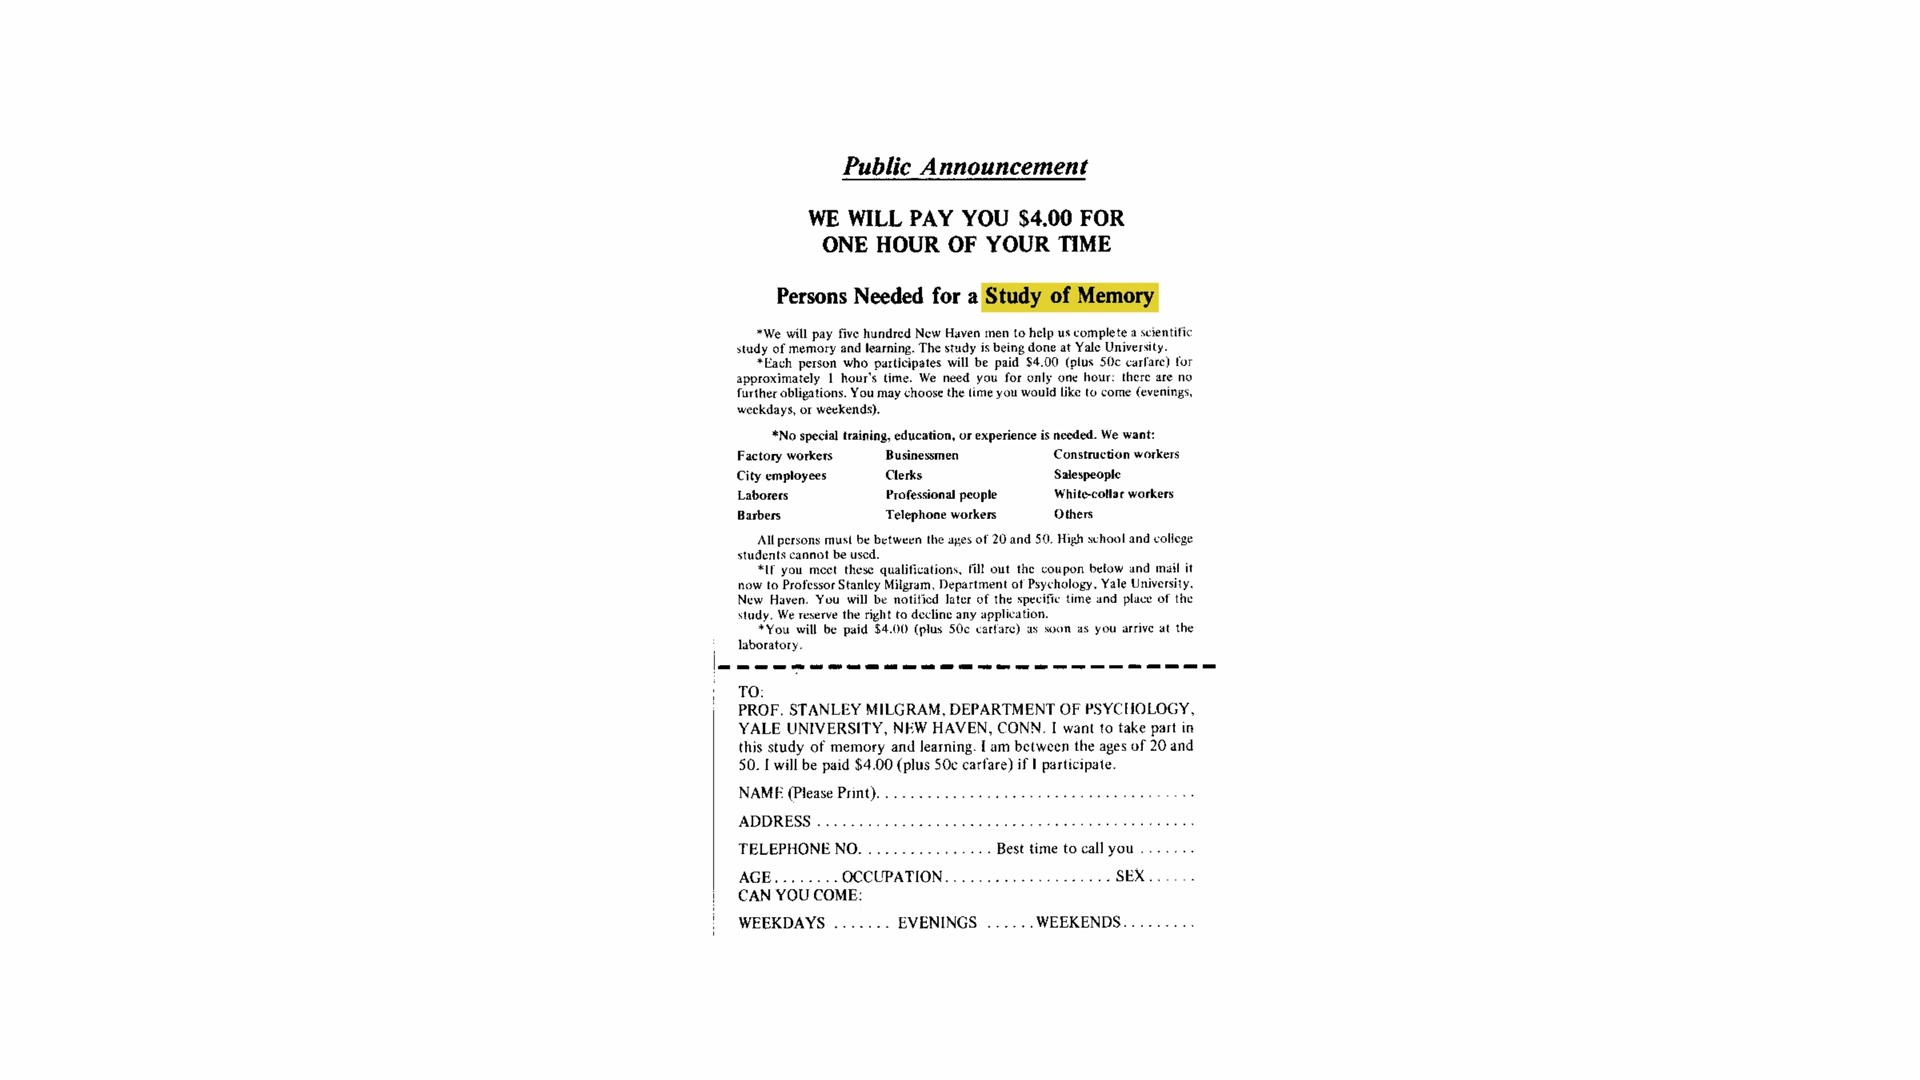 Public Announcement
WE WILL PAY YOU $4.00 FOR
ONE HOUR OF YOUR TIME
Persons Needed for a Study of Memory
*We will pay five hundred New Haven men to help us complete a scientific
study of memory and learning. The study is being done at Yale University.
*Each person who participates will be paid $4.00 (plus 50c carfare) for
approximately 1 hour's time. We need you for only one hour: there are no
further obligations. You may choose the time you would like to come (evenings,
weekdays, or weekends).
*No special training, education, or experience is needed. We want:
Factory workers Businessmen Construction workers
City employees Clerks Salespeople
Laborers Professional people White-collar workers
Barbers Telephone workers Others
All persons must be between the ages of 20 and 50. High school and college
students cannot be used.
*If you meet these qualifications, fill out the coupon below and mail it
now to Professor Stanley Milgram, Department of Psychology, Yale University,
New Haven. You will be notified later of the specific time and place of the
study. We reserve the right to decline any application.
*You will be paid $4.00 (plus 50c carfare) as soon as you arrive at the
laboratory.
TO:
PROF. STANLEY MILGRAM, DEPARTMENT OF PSYCHOLOGY,
YALE UNIVERSITY, NEW HAVEN, CONN. I want to take part in
this study of memory and learning. I am between the ages of 20 and
50. I will be paid $4.00 (plus 50c carfare) if I participate.
NAME (Please Print). . . . . . . . . . . . . . . . . . . . . . . . . . . . . . . . . . . . . .
ADDRESS . . . . . . . . . . . . . . . . . . . . . . . . . . . . . . . . . . . . . . . . . . . . .
TELEPHONE NO. . . . . . . . . . . . . . . . Best time to call you . . . . . . .
AGE . . . . . . . . OCCUPATION. . . . . . . . . . . . . . . . . . . . SEX . . . . . .
CAN YOU COME:
WEEKDAYS . . . . . . . EVENINGS . . . . . . WEEKENDS. . . . . . . . .